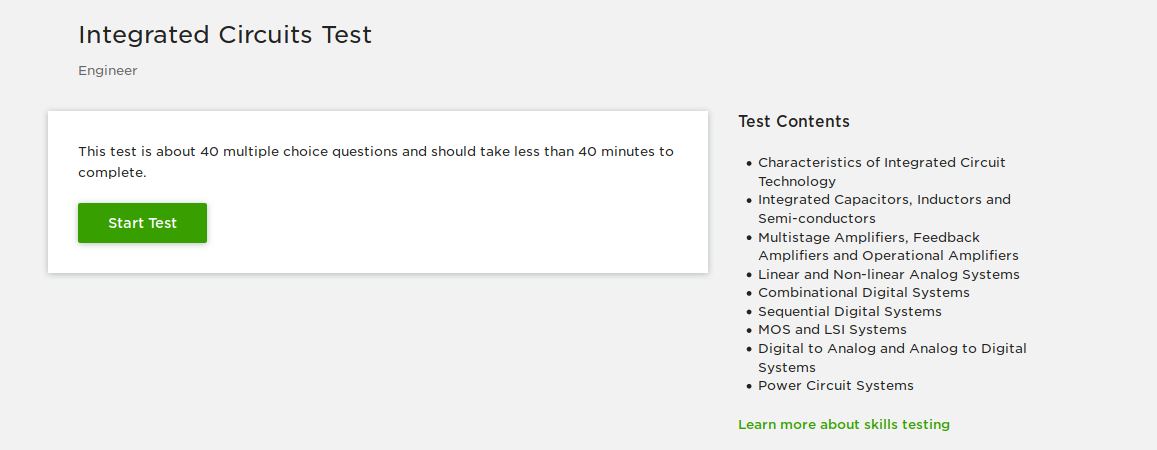 Integrated Circuits Test
Engineer
This test is about 40 multiple choice questions and should take less than 40 minutes to
complete.
Start Test
Test Contents
• Characteristics of Integrated Circuit
Technology
• Integrated Capacitors, Inductors and
Semi-conductors
• Multistage Amplifiers, Feedback
Amplifiers and Operational Amplifiers
• Linear and Non-linear Analog Systems
• Combinational Digital Systems
• Sequential Digital Systems
• MOS and LSI Systems
• Digital to Analog and Analog to Digital
Systems
• Power Circuit Systems
Learn more about skills testing